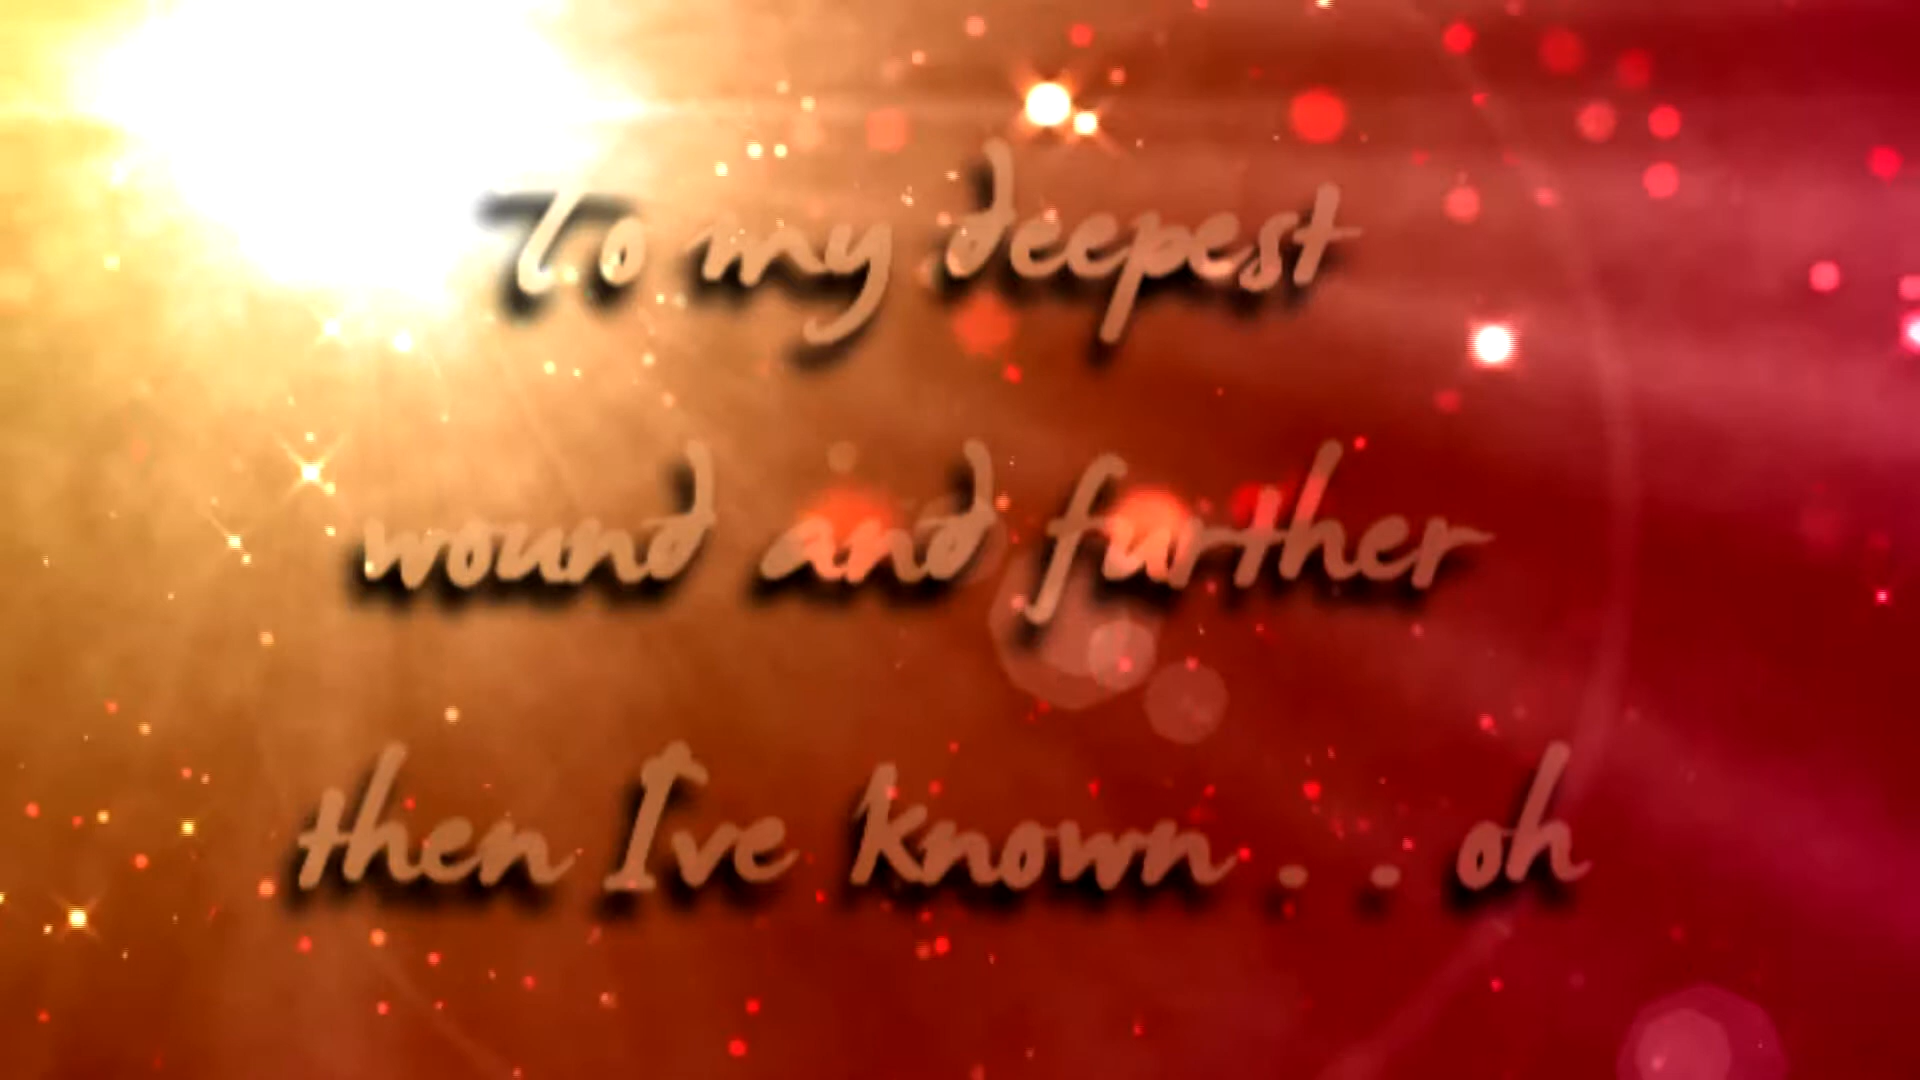 To my deepest
wound and further
then I've known . . oh